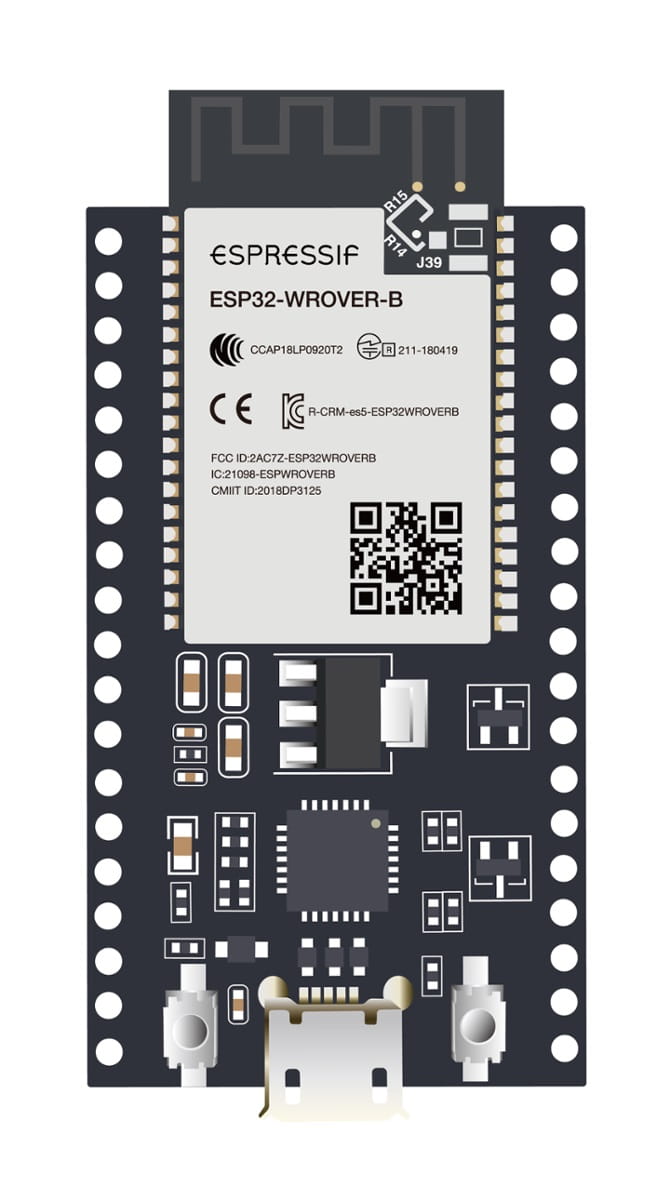 R15
R14
J39
ESPRESSIF
ESP32-WROVER-B
CCAP18LP0920T2 R 211-180419
CE R-CRM-es5-ESP32WROVERB
FCC ID:2AC7Z-ESP32WROVERB
IC:21098-ESPWROVERB
CMIIT ID:2018DP3125